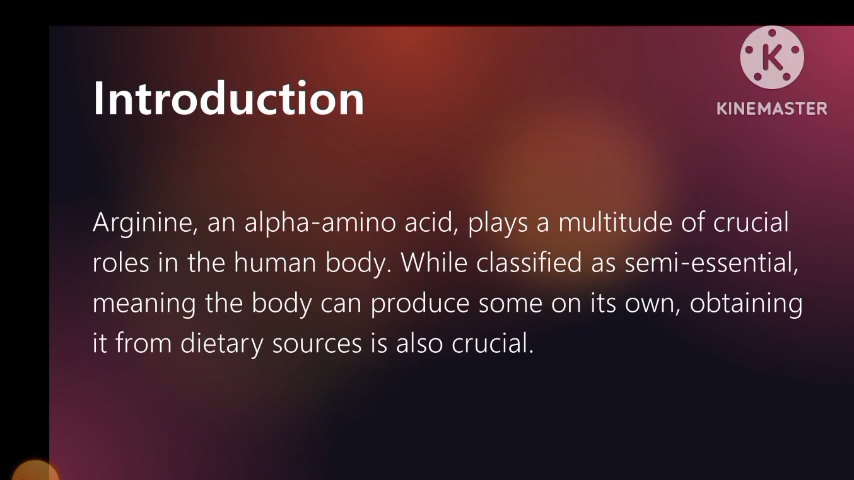 Introduction
KINEMASTER
Arginine, an alpha-amino acid, plays a multitude of crucial
roles in the human body. While classified as semi-essential,
meaning the body can produce some on its own, obtaining
it from dietary sources is also crucial.